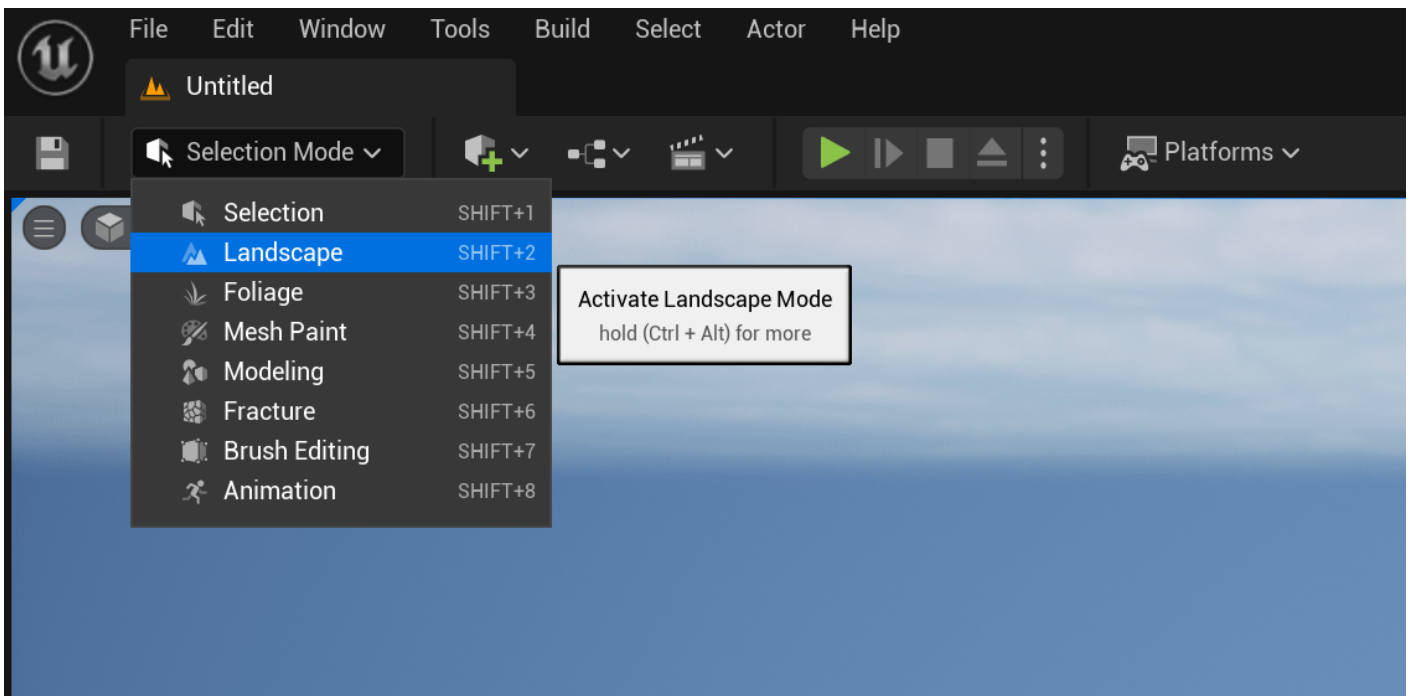 File Edit Window Tools Build Select Actor Help
Untitled
Selection Mode Platforms
Selection SHIFT+1
Landscape SHIFT+2
Foliage SHIFT+3
Mesh Paint SHIFT+4
Modeling SHIFT+5
Fracture SHIFT+6
Brush Editing SHIFT+7
Animation SHIFT+8
Activate Landscape Mode
hold (Ctrl + Alt) for more